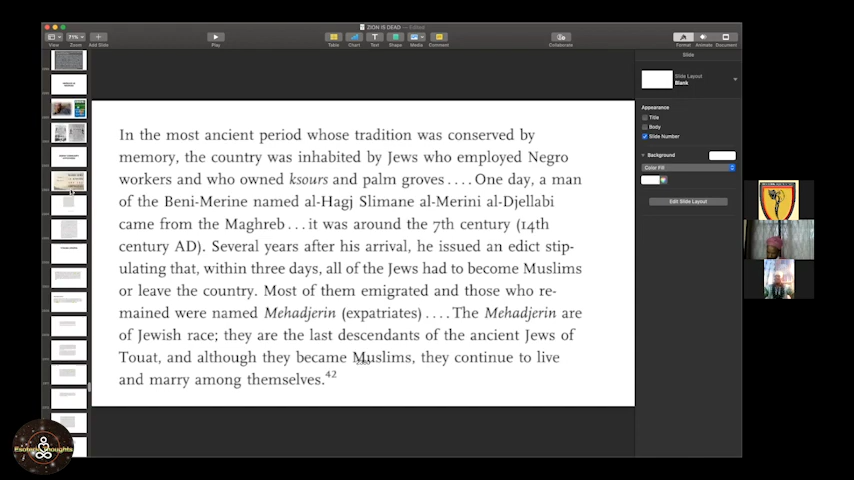 ZION IS DEAD — Edited
View
Zoom
Add Slide
Play
Table
Chart
Text
Shape
Media
Comment
Collaborate
Format
Animate
Document
71%
Slide
Slide Layout
Blank
Appearance
Title
Body
Slide Number
Background
Color Fill
Edit Slide Layout
In the most ancient period whose tradition was conserved by
memory, the country was inhabited by Jews who employed Negro
workers and who owned ksours and palm groves . . . . One day, a man
of the Beni-Merine named al-Hagj Slimane al-Merini al-Djellabi
came from the Maghreb . . . it was around the 7th century (14th
century AD). Several years after his arrival, he issued an edict stip-
ulating that, within three days, all of the Jews had to become Muslims
or leave the country. Most of them emigrated and those who re-
mained were named Mehadjerin (expatriates) . . . . The Mehadjerin are
of Jewish race; they are the last descendants of the ancient Jews of
Touat, and although they became Muslims, they continue to live
and marry among themselves.42
Esoteric Thoughts